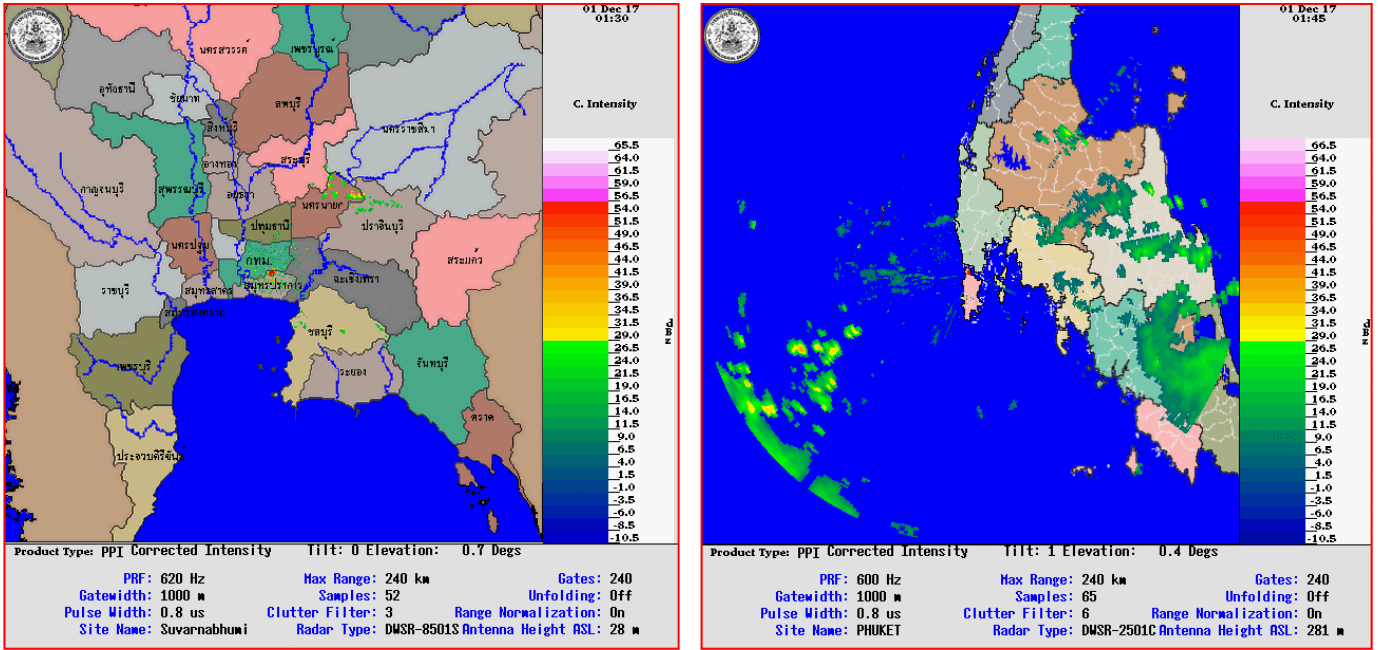 01 Dec 17
01:30
C. Intensity
65.5
64.0
61.5
59.0
56.5
54.0
51.5
49.0
46.5
44.0
41.5
39.0
36.5
34.0
31.5
29.0
26.5
24.0
21.5
19.0
16.5
14.0
11.5
9.0
6.5
4.0
1.5
-1.0
-3.5
-6.0
-8.5
-10.5
นครสวรรค์
เพชรบูรณ์
อุทัยธานี
ชัยนาท
ลพบุรี
สิงหบุรี
นครราชสีมา
อ่างทอง
สระบุรี
กาญจนบุรี
สุพรรณบุรี
อยุธยา
นครนายก
ปราจีนบุรี
ปทุมธานี
นครปฐม
กทม.
สระแก้ว
ราชบุรี
สมุทรสาคร
สมุทรปราการ
ฉะเชิงเทรา
สมุทรสงคราม
ชลบุรี
เพชรบุรี
ระยอง
จันทบุรี
ตราด
ประจวบคีรีขันธ์
Product Type: PPI Corrected Intensity Tilt: 0 Elevation: 0.7 Degs
PRF: 620 Hz Max Range: 240 km Gates: 240
Gatewidth: 1000 m Samples: 52 Unfolding: Off
Pulse Width: 0.8 us Clutter Filter: 3 Range Normalization: On
Site Name: Suvarnabhumi Radar Type: DWSR-8501S Antenna Height ASL: 28 m
01 Dec 17
01:45
C. Intensity
66.5
64.0
61.5
59.0
56.5
54.0
51.5
49.0
46.5
44.0
41.5
39.0
36.5
34.0
31.5
29.0
26.5
24.0
21.5
19.0
16.5
14.0
11.5
9.0
6.5
4.0
1.5
-1.0
-3.5
-6.0
-8.5
-10.5
Product Type: PPI Corrected Intensity Tilt: 1 Elevation: 0.4 Degs
PRF: 600 Hz Max Range: 240 km Gates: 240
Gatewidth: 1000 m Samples: 65 Unfolding: Off
Pulse Width: 0.8 us Clutter Filter: 6 Range Normalization: On
Site Name: PHUKET Radar Type: DWSR-2501C Antenna Height ASL: 281 m